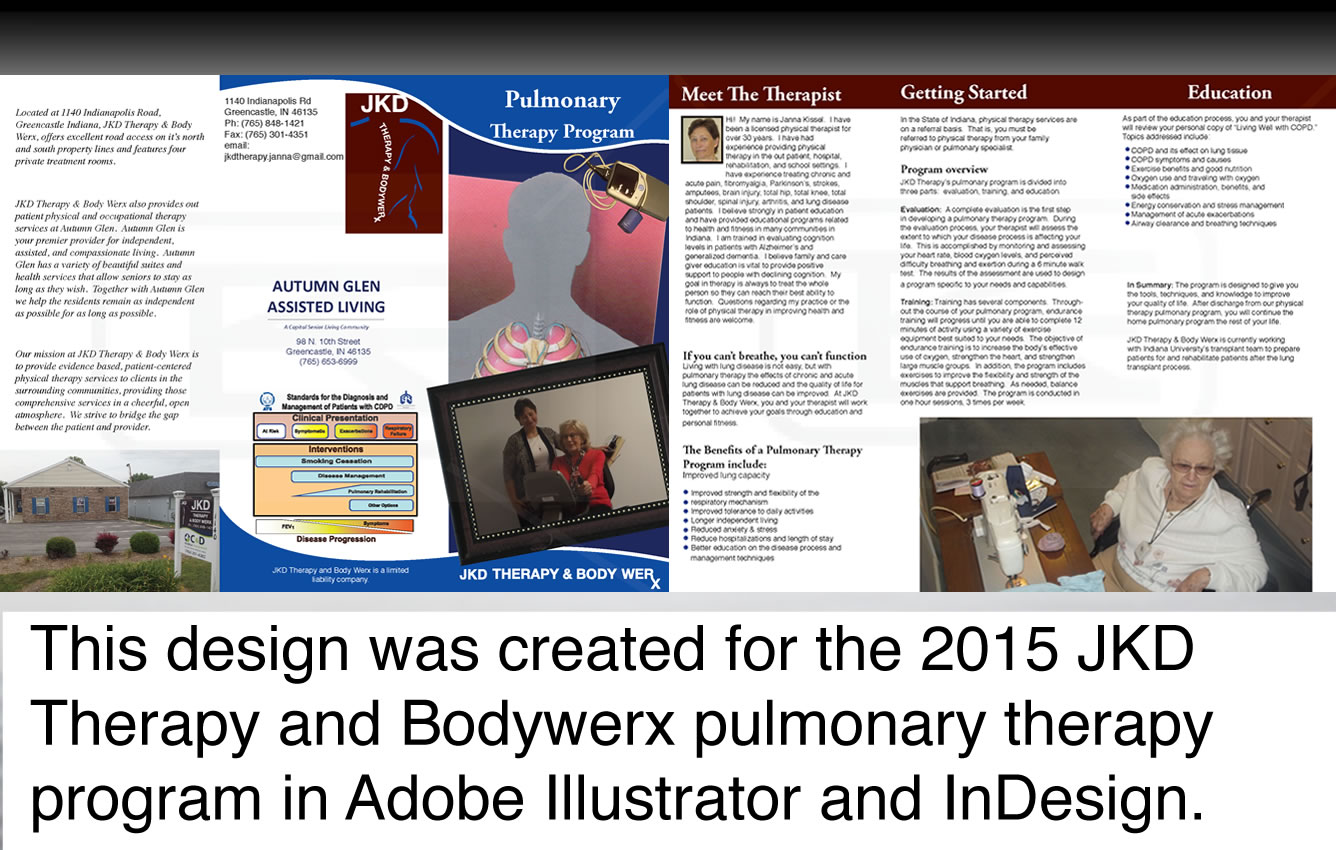 Located at 1140 Indianapolis Road,
Greencastle Indiana, JKD Therapy & Body
Werx, offers excellent road access on it's north
and south property lines and features four
private treatment rooms.
JKD Therapy & Body Werx also provides out
patient physical and occupational therapy
services at Autumn Glen. Autumn Glen is
your premier provider for independent,
assisted, and compassionate living. Autumn
Glen has a variety of beautiful suites and
health services that allow seniors to stay as
long as they wish. Together with Autumn Glen
we help the residents remain as independent
as possible for as long as possible.
Our mission at JKD Therapy & Body Werx is
to provide evidence based, patient-centered
physical therapy services to clients in the
surrounding communities, providing those
comprehensive services in a cheerful, open
atmosphere. We strive to bridge the gap
between the patient and provider.
JKD
THERAPY
& BODY WERX
1140 Indianapolis Rd
Greencastle, IN 46135
Ph: (765) 848-1421
Fax: (765) 301-4351
email:
jkdtherapy.janna@gmail.com
JKD
THERAPY & BODYWERX
AUTUMN GLEN
ASSISTED LIVING
A Capital Senior Living Community
98 N. 10th Street
Greencastle, IN 46135
(765) 653-6999
Standards for the Diagnosis and
Management of Patients with COPD
Clinical Presentation
At Risk Symptomatic Exacerbations Respiratory Failure
Interventions
Smoking Cessation
Disease Management
Pulmonary Rehabilitation
Other Options
FEV1 Symptoms
Disease Progression
JKD Therapy and Body Werx is a limited
liability company.
Pulmonary
Therapy Program
JKD THERAPY & BODY WERX
Meet The Therapist
Hi! My name is Janna Kissel. I have
been a licensed physical therapist for
over 30 years. I have had
experience providing physical
therapy in the out patient, hospital,
rehabilitation, and school settings. I
have experience treating chronic and
acute pain, fibromyalgia, Parkinson's, strokes,
amputees, brain injury, total hip, total knee, total
shoulder, spinal injury, arthritis, and lung disease
patients. I believe strongly in patient education
and have provided educational programs related
to health and fitness in many communities in
Indiana. I am trained in evaluating cognition
levels in patients with Alzheimer's and
generalized dementia. I believe family and care
giver education is vital to provide positive
support to people with declining cognition. My
goal in therapy is always to treat the whole
person so they can reach their best ability to
function. Questions regarding my practice or the
role of physical therapy in improving health and
fitness are welcome.
If you can't breathe, you can't function
Living with lung disease is not easy, but with
pulmonary therapy the effects of chronic and acute
lung disease can be reduced and the quality of life for
patients with lung disease can be improved. At JKD
Therapy & Body Werx, you and your therapist will work
together to achieve your goals through education and
personal fitness.
The Benefits of a Pulmonary Therapy
Program include:
Improved lung capacity
• Improved strength and flexibility of the
• respiratory mechanism
• Improved tolerance to daily activities
• Longer independent living
• Reduced anxiety & stress
• Reduce hospitalizations and length of stay
• Better education on the disease process and
management techniques
Getting Started
In the State of Indiana, physical therapy services are
on a referral basis. That is, you must be
referred to physical therapy from your family
physician or pulmonary specialist.
Program overview
JKD Therapy's pulmonary program is divided into
three parts: evaluation, training, and education.
Evaluation: A complete evaluation is the first step
in developing a pulmonary therapy program. During
the evaluation process, your therapist will assess the
extent to which your disease process is affecting your
life. This is accomplished by monitoring and assessing
your heart rate, blood oxygen levels, and perceived
difficulty breathing and exertion during a 6 minute walk
test. The results of the assessment are used to design
a program specific to your needs and capabilities.
Training: Training has several components. Through-
out the course of your pulmonary program, endurance
training will progress until you are able to complete 12
minutes of activity using a variety of exercise
equipment best suited to your needs. The objective of
endurance training is to increase the body's effective
use of oxygen, strengthen the heart, and strengthen
large muscle groups. In addition, the program includes
exercises to improve the flexibility and strength of the
muscles that support breathing. As needed, balance
exercises are provided. The program is conducted in
one hour sessions, 3 times per week.
Education
As part of the education process, you and your therapist
will review your personal copy of "Living Well with COPD."
Topics addressed include:
• COPD and its effect on lung tissue
• COPD symptoms and causes
• Exercise benefits and good nutrition
• Oxygen use and traveling with oxygen
• Medication administration, benefits, and
side effects
• Energy conservation and stress management
• Management of acute exacerbations
• Airway clearance and breathing techniques
In Summary: The program is designed to give you
the tools, techniques, and knowledge to improve
your quality of life. After discharge from our physical
therapy pulmonary program, you will continue the
home pulmonary program the rest of your life.
JKD Therapy & Body Werx is currently working
with Indiana University's transplant team to prepare
patients for and rehabilitate patients after the lung
transplant process.
This design was created for the 2015 JKD
Therapy and Bodywerx pulmonary therapy
program in Adobe Illustrator and InDesign.